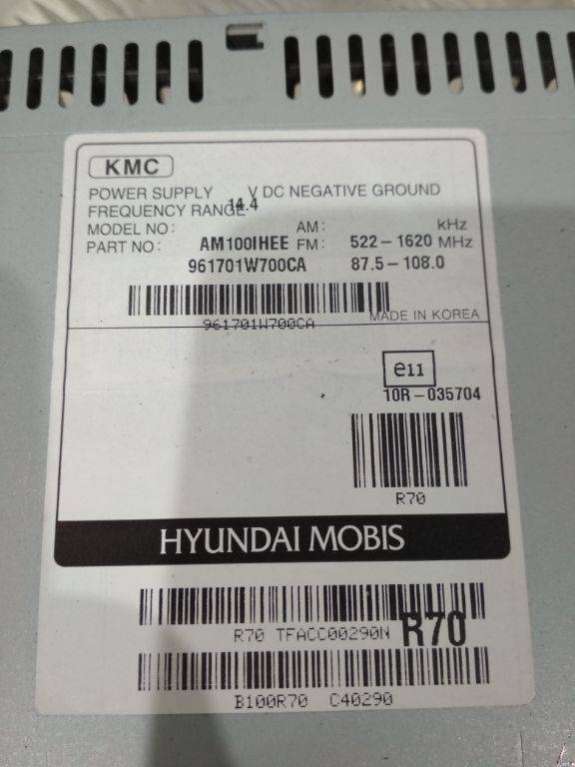 KMC
POWER SUPPLY 14.4 V DC NEGATIVE GROUND
FREQUENCY RANGE
MODEL NO: AM100IHEE AM: 522-1620 kHz
PART NO: 961701W700CA FM: 87.5-108.0 MHz
961701W700CA
MADE IN KOREA
e11
10R-035704
R70
HYUNDAI MOBIS
R70 TFACC00290N R70
B100R70 C40290